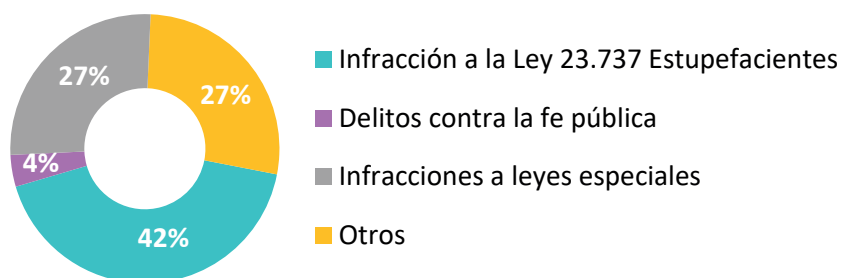 27%
27%
4%
42%
Infracción a la Ley 23.737 Estupefacientes
Delitos contra la fe pública
Infracciones a leyes especiales
Otros